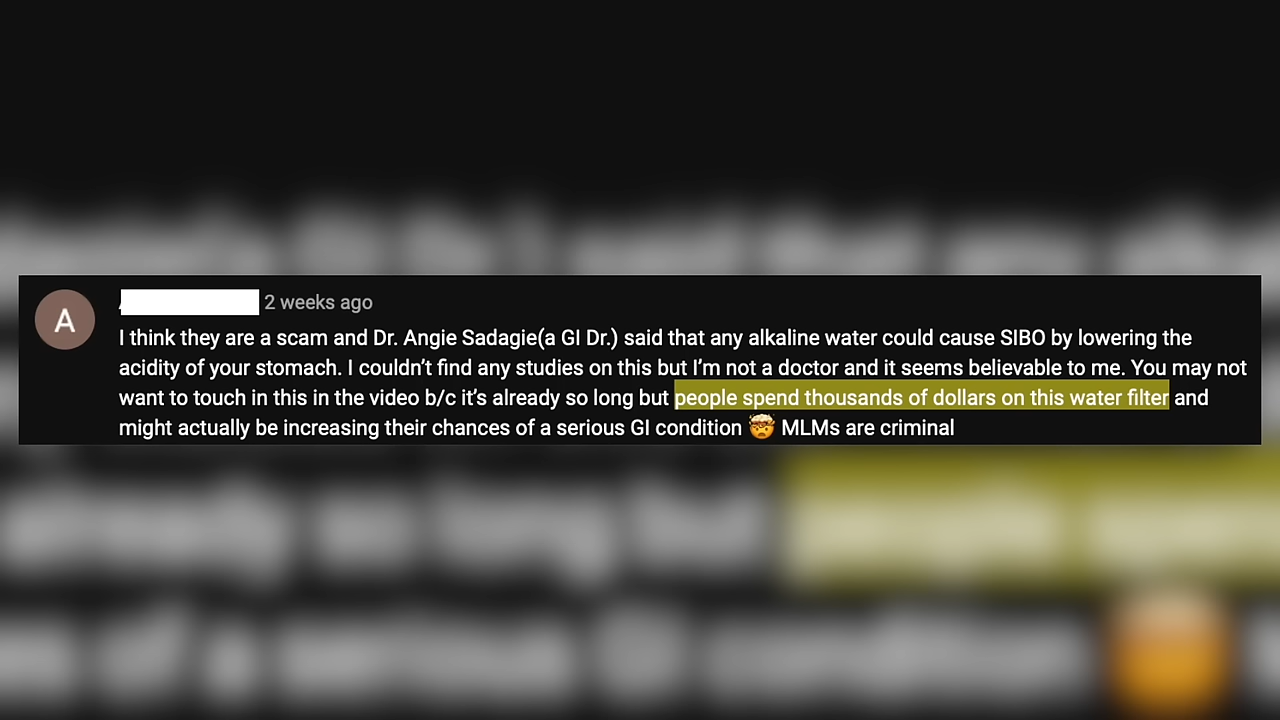 A
2 weeks ago
I think they are a scam and Dr. Angie Sadagie(a GI Dr.) said that any alkaline water could cause SIBO by lowering the
acidity of your stomach. I couldn’t find any studies on this but I’m not a doctor and it seems believable to me. You may not
want to touch in this in the video b/c it’s already so long but people spend thousands of dollars on this water filter and
might actually be increasing their chances of a serious GI condition 🤯 MLMs are criminal